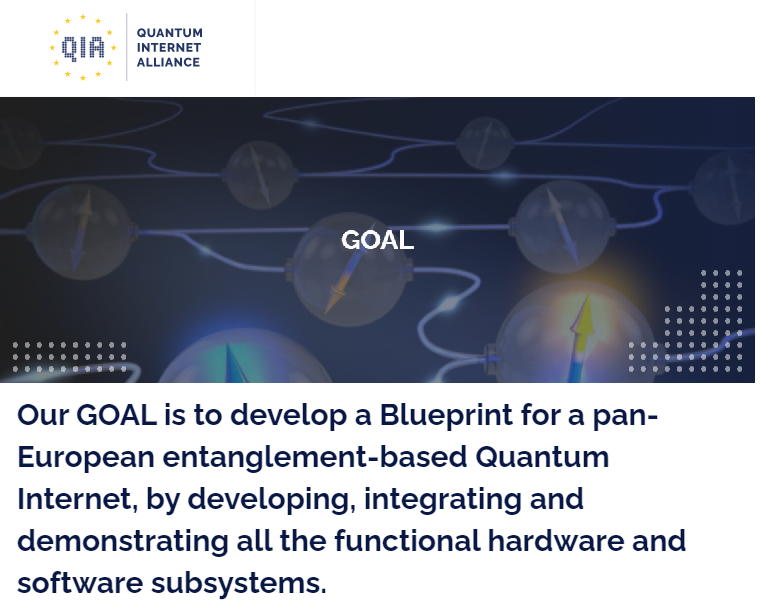 QIA
QUANTUM
INTERNET
ALLIANCE
GOAL
Our GOAL is to develop a Blueprint for a pan-
European entanglement-based Quantum
Internet, by developing, integrating and
demonstrating all the functional hardware and
software subsystems.